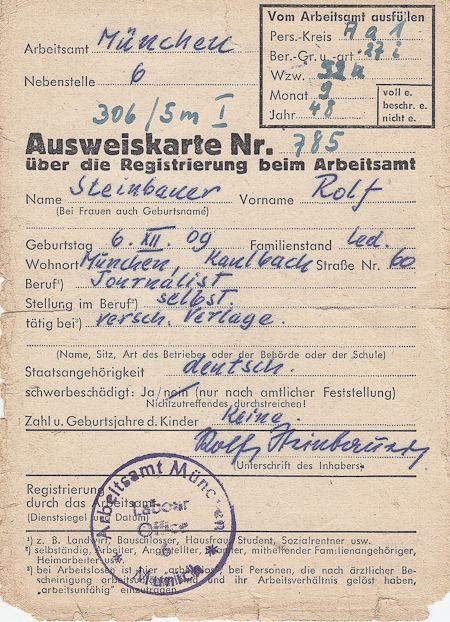 Arbeitsamt München
Nebenstelle 6
306/5m I
Vom Arbeitsamt ausfüllen
Pers.-Kreis A a 1
Ber.-Gr. u. -art 27 i
Wzw.
Monat 9
Jahr 48
voll e.
beschr. e.
nicht e.
Ausweiskarte Nr. 785
über die Registrierung beim Arbeitsamt
Name Steinbauer Vorname Rolf
(Bei Frauen auch Geburtsname)
Geburtstag 6. XII. 09 Familienstand led.
Wohnort München, Kaulbach Straße Nr. 60
Beruf¹) Journalist
Stellung im Beruf²) selbst.
tätig bei³) versch. Verlage.
(Name, Sitz, Art des Betriebes oder der Behörde oder der Schule)
Staatsangehörigkeit deutsch.
schwerbeschädigt: Ja/nein (nur nach amtlicher Feststellung)
Nichtzutreffendes durchstreichen!
Zahl u. Geburtsjahre d. Kinder Keine.
Rolf Steinbauer
(Unterschrift des Inhabers)
Registrierung
durch das Arbeitsamt
(Dienstsiegel und Datum)
Arbeitsamt München
Labour
Office
Munich
¹) z. B. Landwirt, Bauschlosser, Hausfrau, Student, Sozialrentner usw.
²) selbständig, Arbeiter, Angestellter, Beamter, mithelfender Familienangehöriger,
Heimarbeiter usw.
³) bei Arbeitslosen ist hier „arbeitslos", bei Personen, die nach ärztlicher Be-
scheinigung arbeitsunfähig sind und ihr Arbeitsverhältnis gelöst haben,
„arbeitsunfähig" einzutragen.